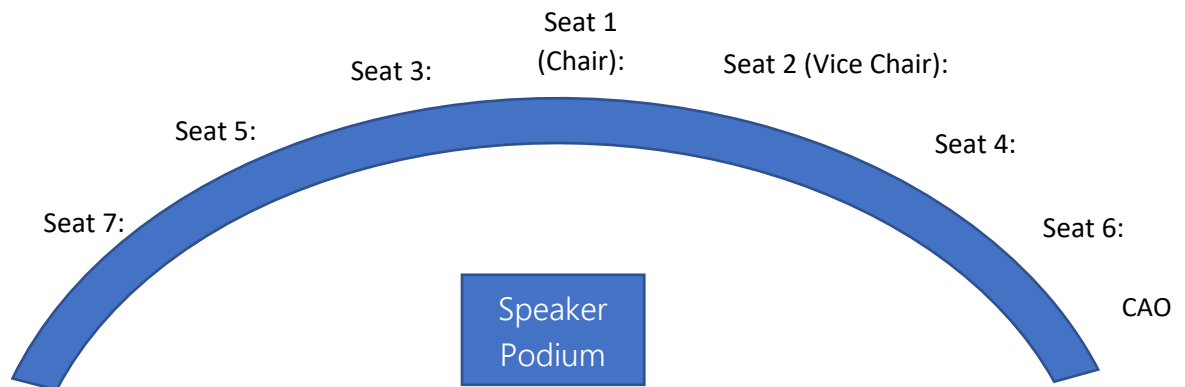 Seat 1
(Chair):
Seat 2 (Vice Chair):
Seat 3:
Seat 5:
Seat 4:
Seat 7:
Seat 6:
CAO
Speaker
Podium